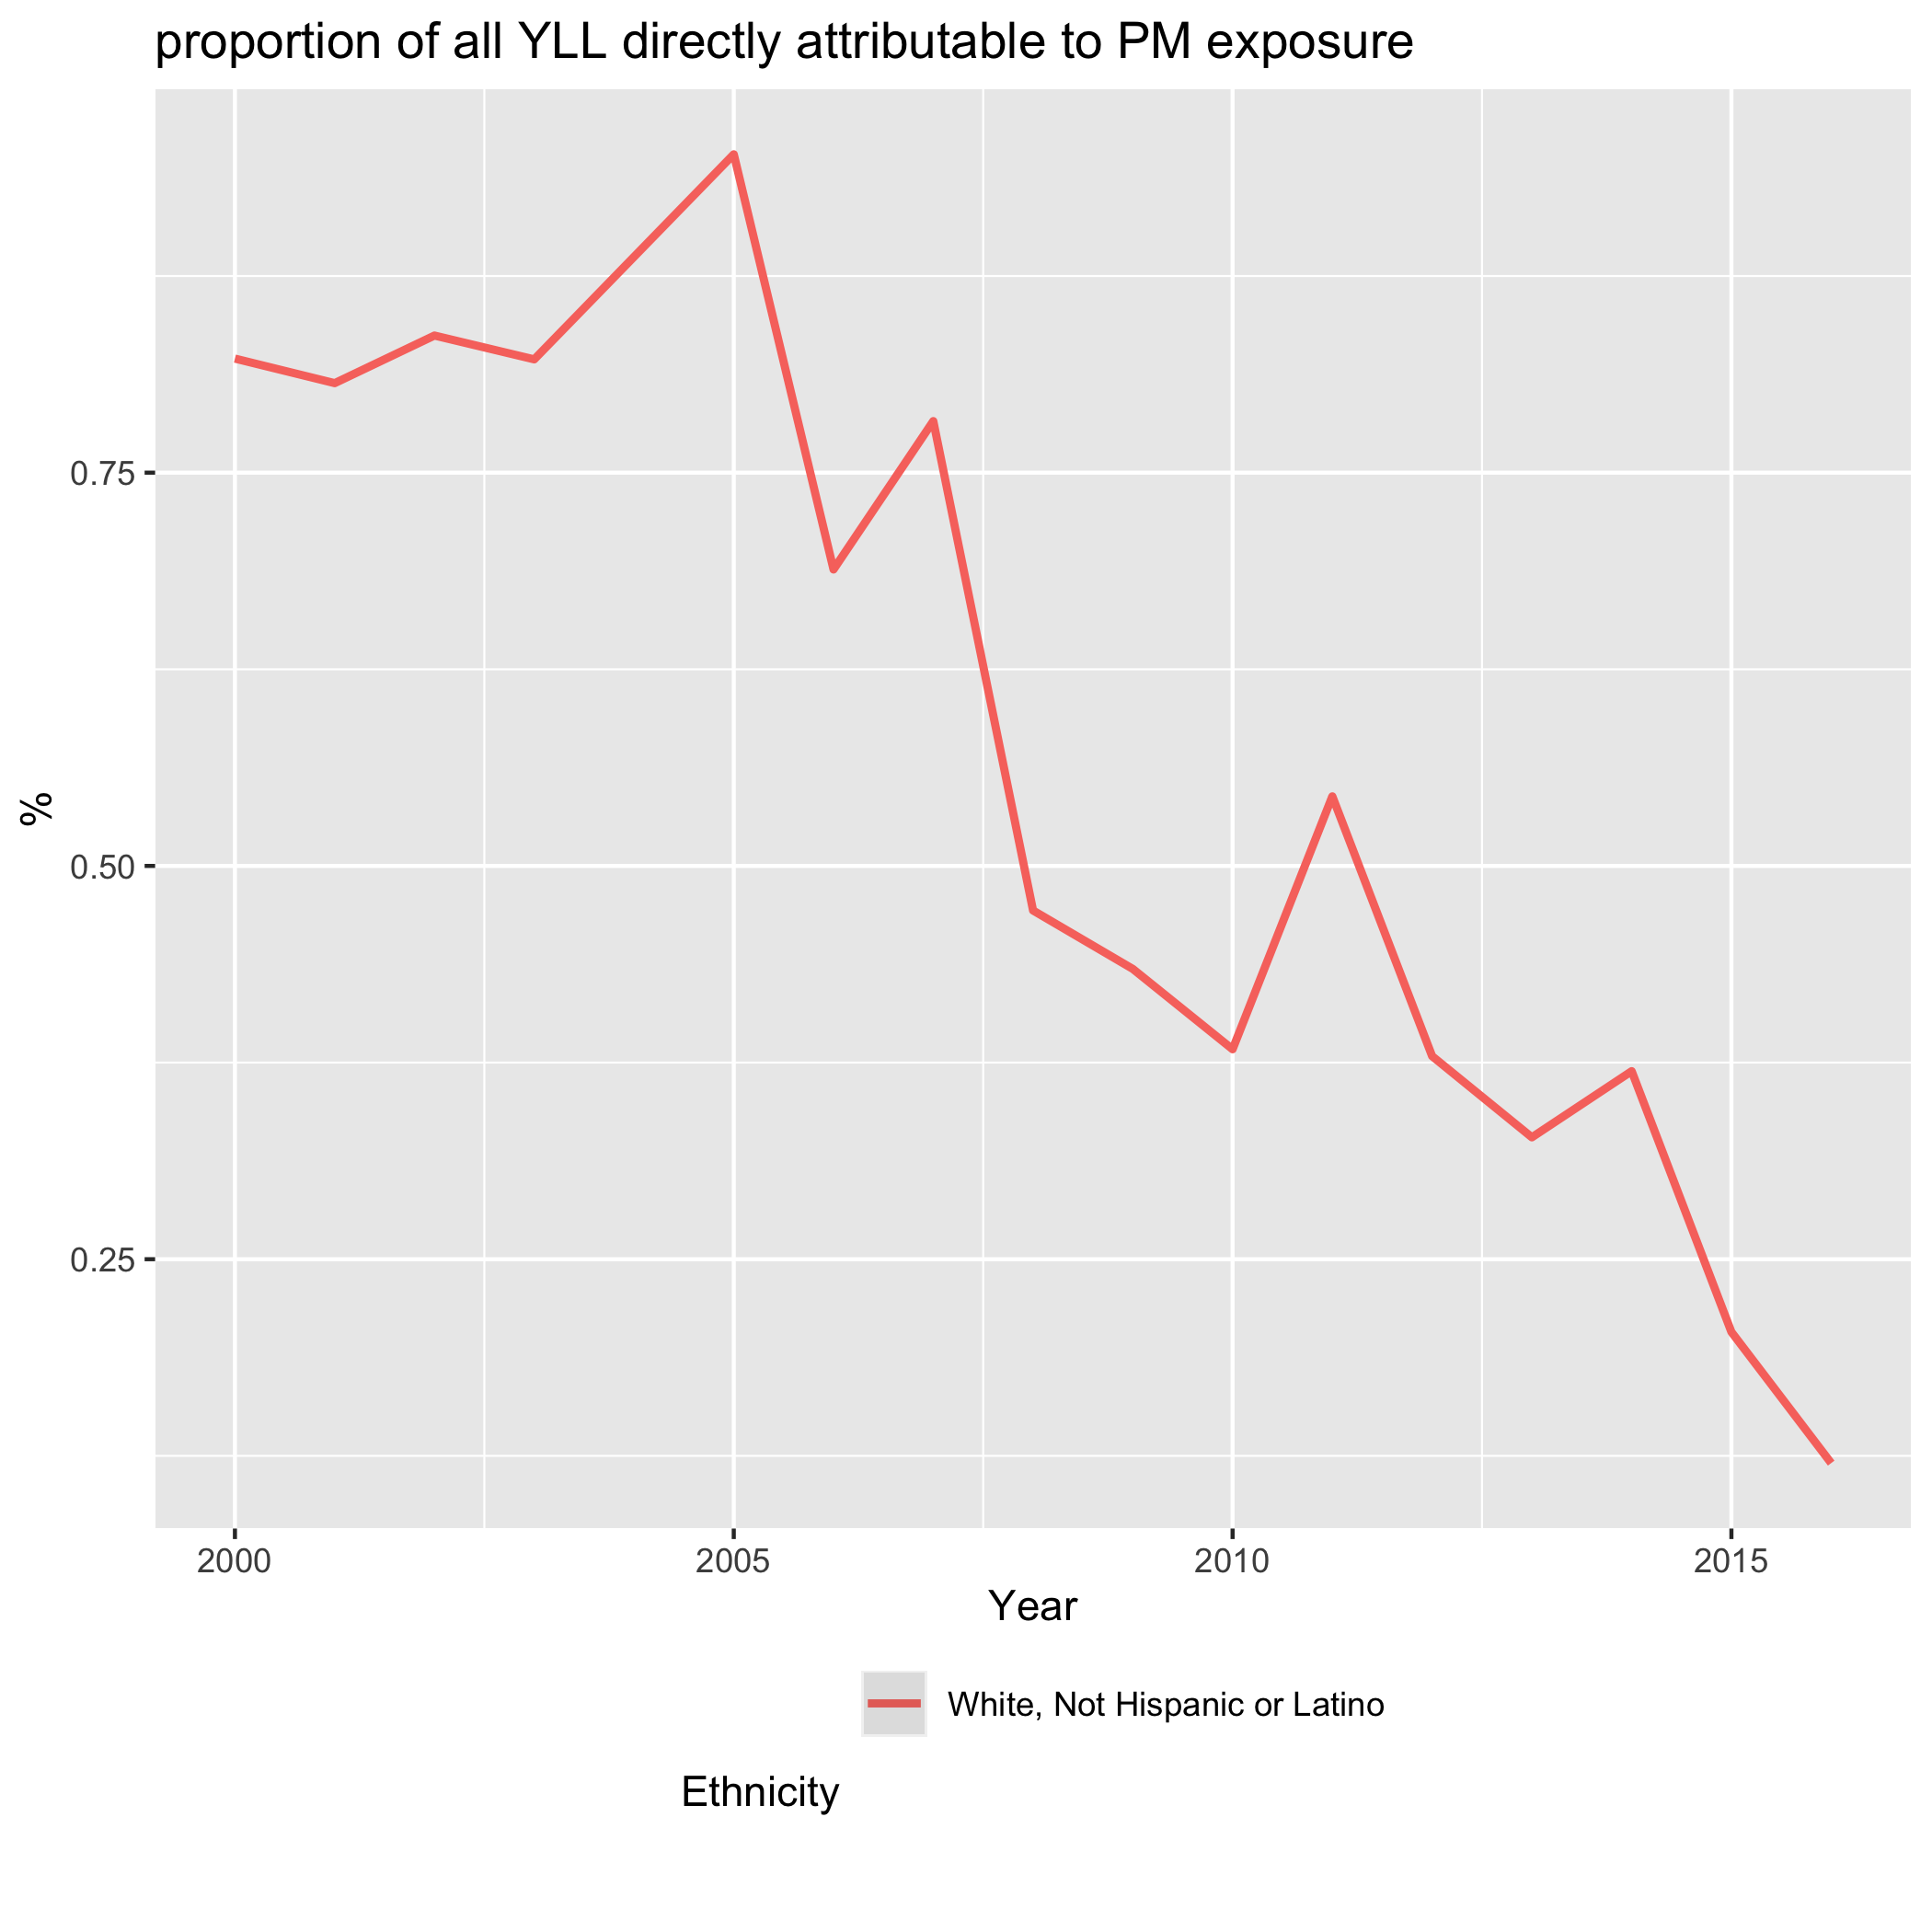 proportion of all YLL directly attributable to PM exposure
%
0.75
0.50
0.25
2000 2005 2010 2015
Year
White, Not Hispanic or Latino
Ethnicity